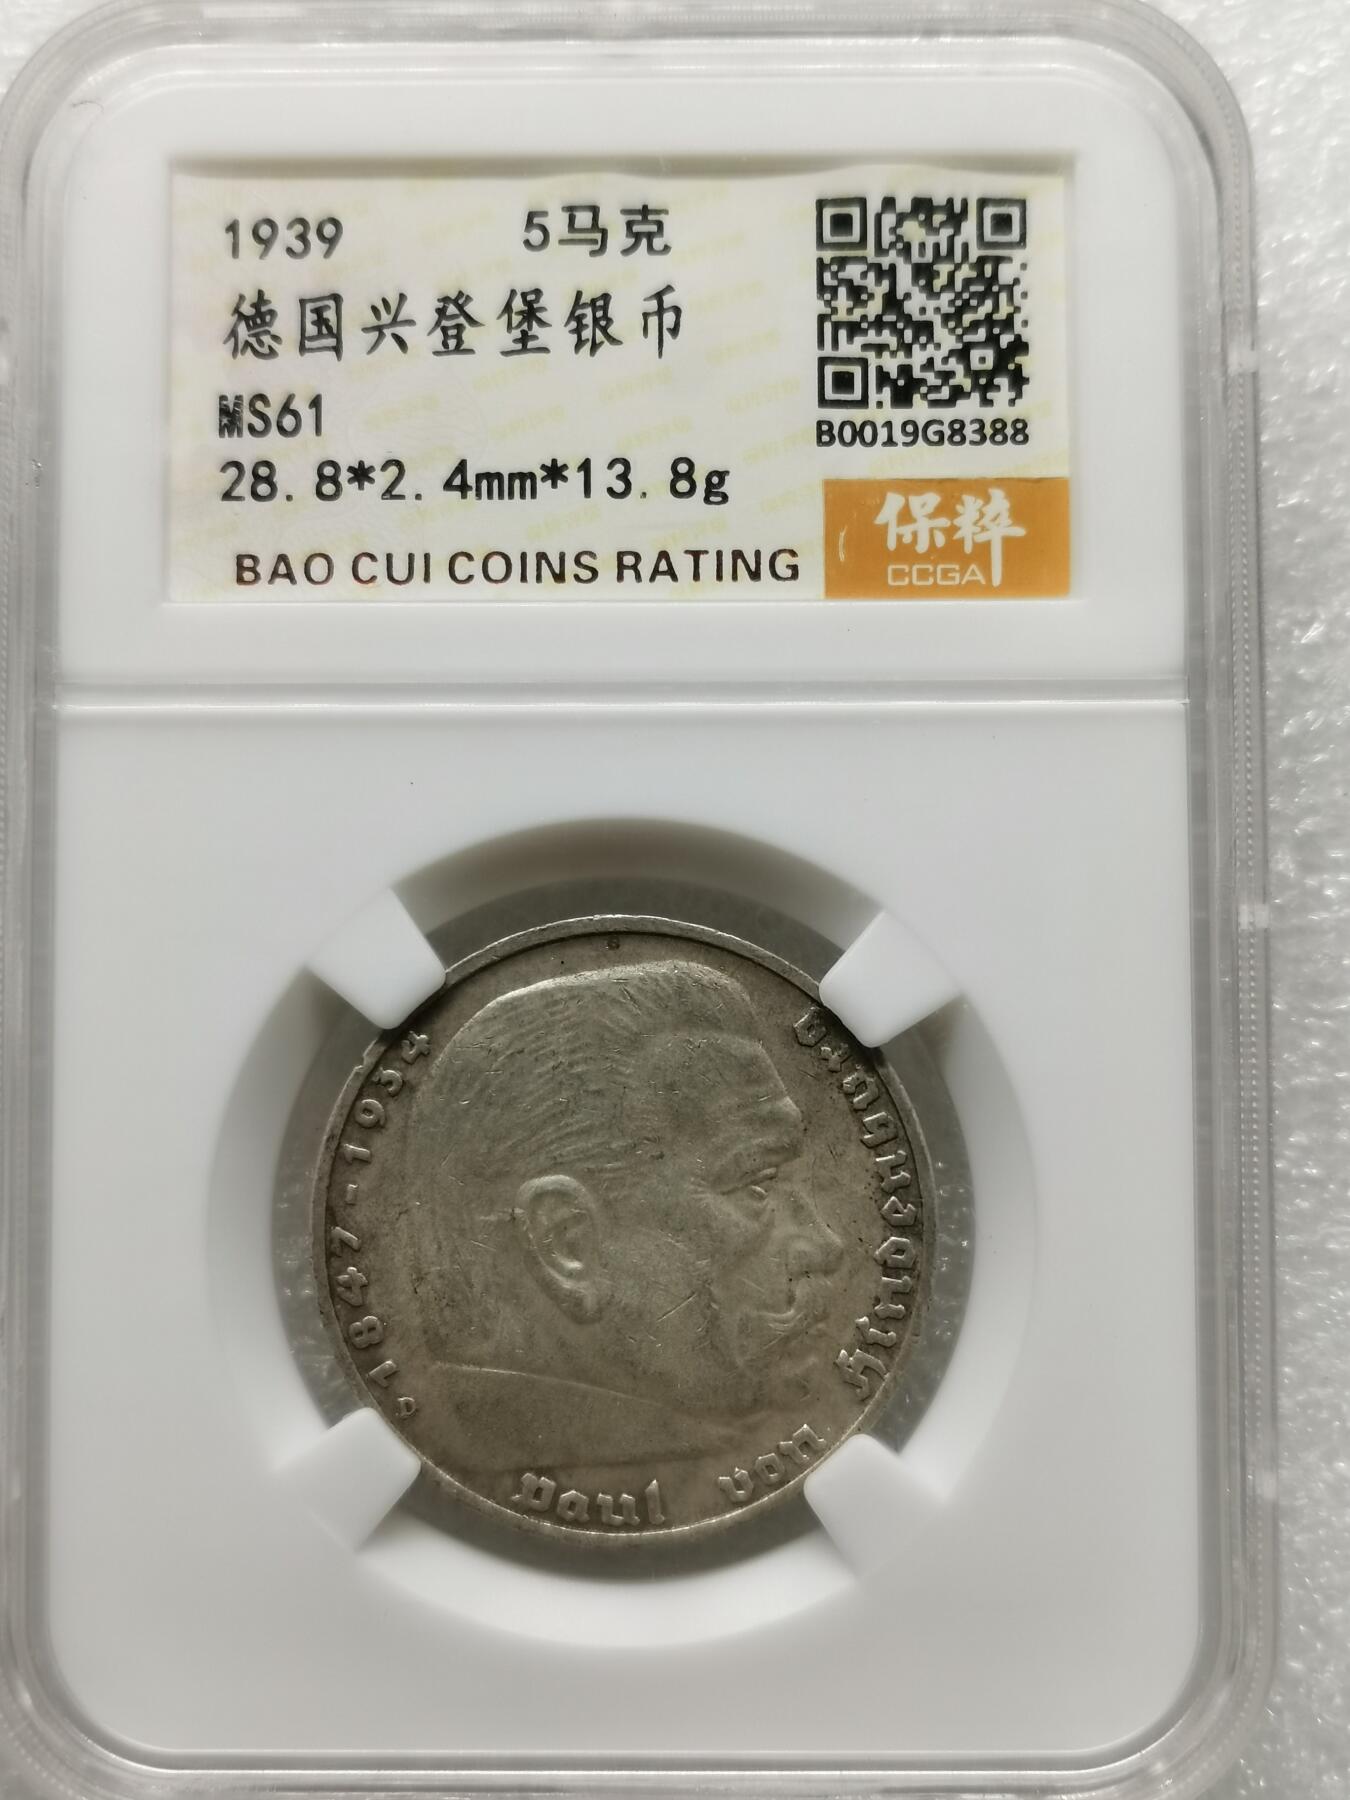 1939 5马克
德国兴登堡银币
MS61
28.8*2.4mm*13.8g
BAO CUI COINS RATING
B0019G8388
保粹
CCGA
1847-1934
D
Paul von Hindenburg